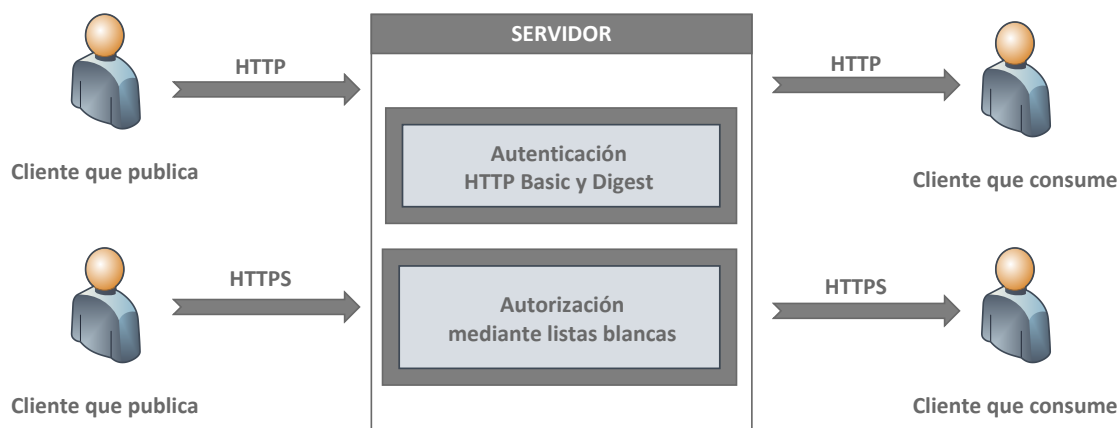 SERVIDOR
HTTP
HTTP
Cliente que publica
Autenticación
HTTP Basic y Digest
Cliente que consume
HTTPS
HTTPS
Autorización
mediante listas blancas
Cliente que publica
Cliente que consume